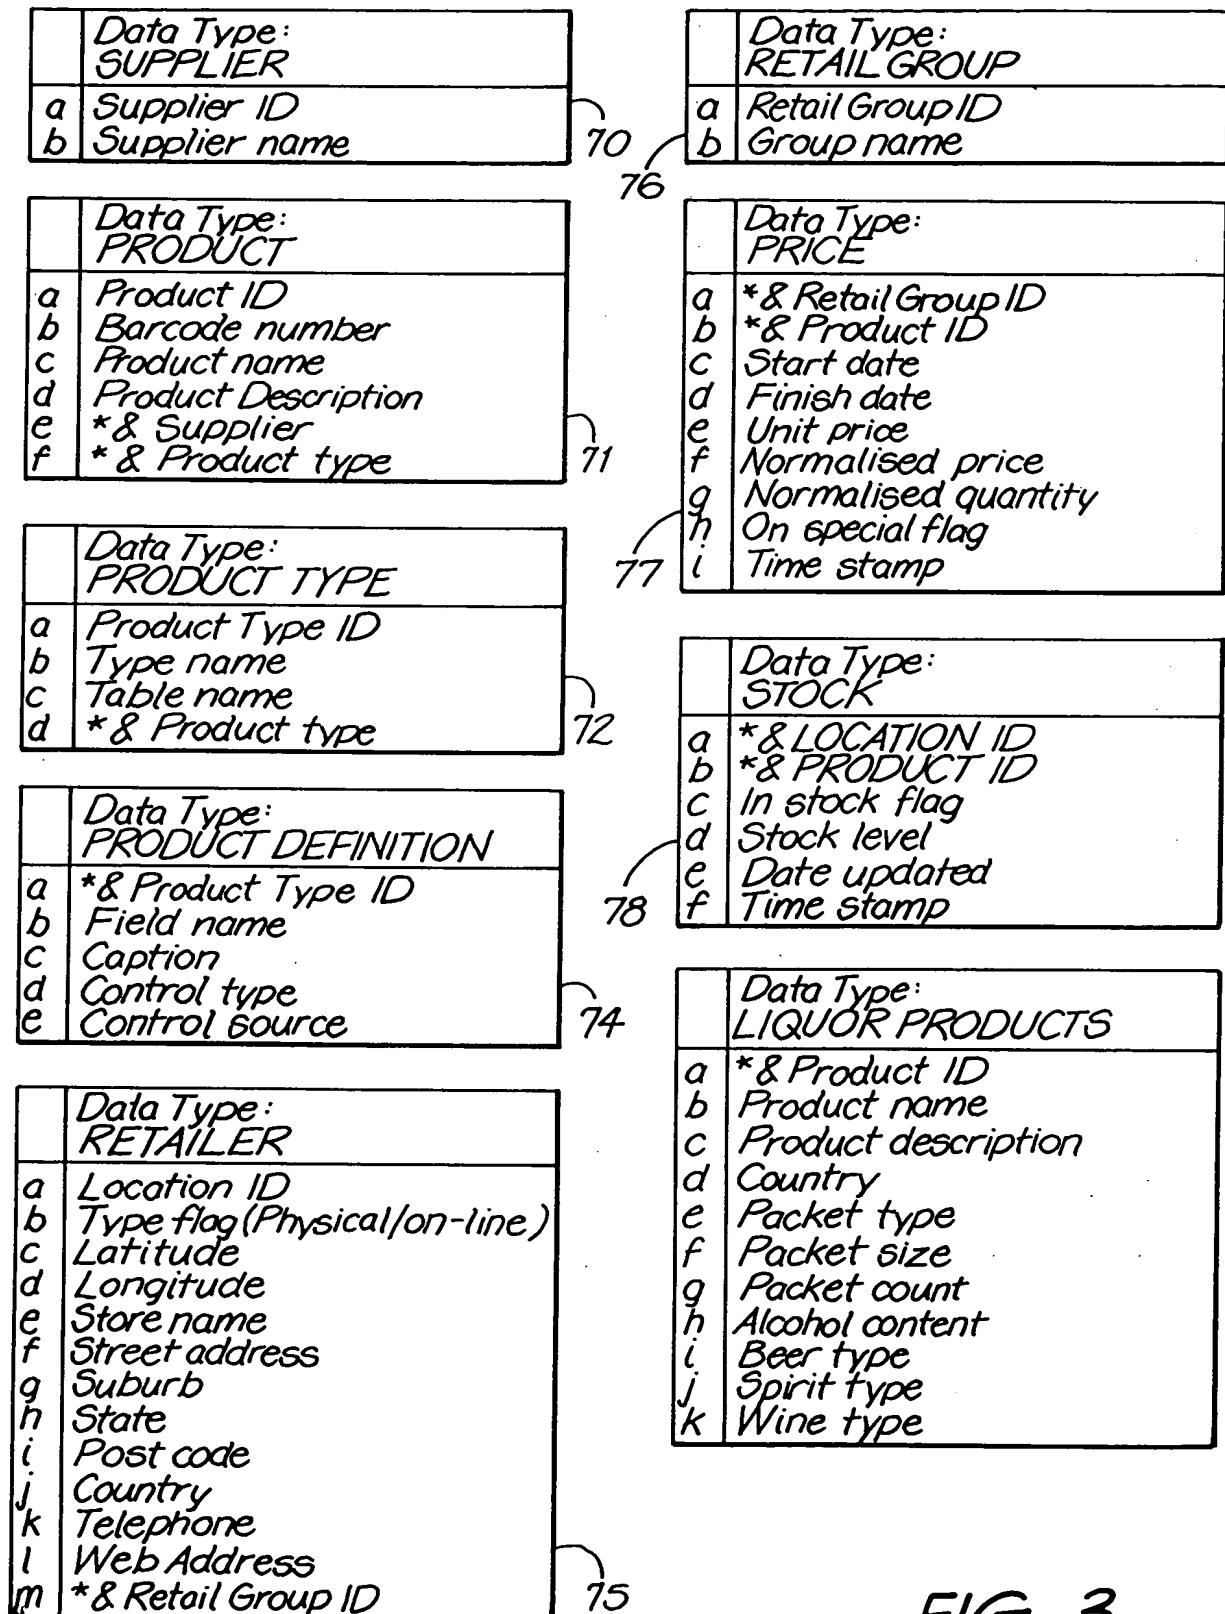 Data Type:
SUPPLIER
a Supplier ID
b Supplier name
70
Data Type:
PRODUCT
a Product ID
b Barcode number
c Product name
d Product Description
e *& Supplier
f *& Product type
71
Data Type:
PRODUCT TYPE
a Product Type ID
b Type name
c Table name
d *& Product type
72
Data Type:
PRODUCT DEFINITION
a *& Product Type ID
b Field name
c Caption
d Control type
e Control source
74
Data Type:
RETAILER
a Location ID
b Type flag (Physical/on-line)
c Latitude
d Longitude
e Store name
f Street address
g Suburb
h State
i Post code
j Country
k Telephone
l Web Address
m *& Retail Group ID
75
Data Type:
RETAIL GROUP
a Retail Group ID
b Group name
76
Data Type:
PRICE
a *& Retail Group ID
b *& Product ID
c Start date
d Finish date
e Unit price
f Normalised price
g Normalised quantity
h On special flag
i Time stamp
77
Data Type:
STOCK
a *& LOCATION ID
b *& PRODUCT ID
c In stock flag
d Stock level
e Date updated
f Time stamp
78
Data Type:
LIQUOR PRODUCTS
a *& Product ID
b Product name
c Product description
d Country
e Packet type
f Packet size
g Packet count
h Alcohol content
i Beer type
j Spirit type
k Wine type
FIG. 3